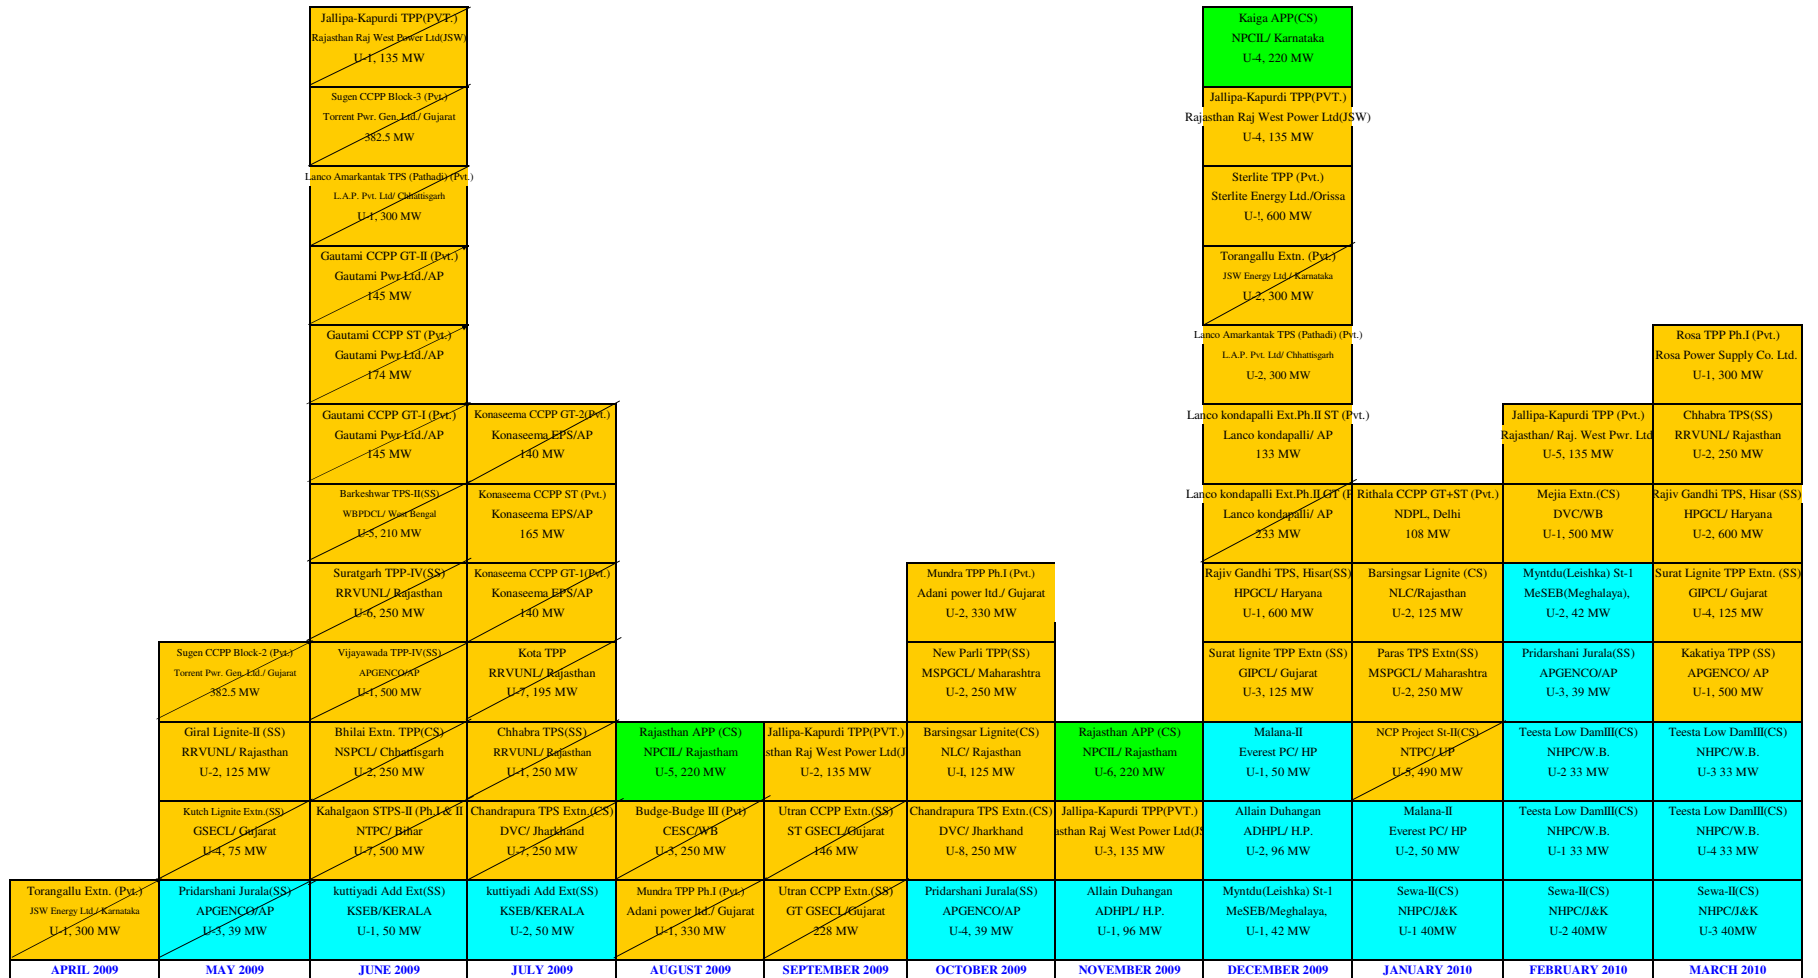 Jallipa-Kapurdi TPP(PVT.)
Rajasthan Raj West Power Ltd(JSW)
U-1, 135 MW
Sugen CCPP Block-3 (Pvt.)
Torrent Pwr. Gen. Ltd./ Gujarat
382.5 MW
Lanco Amarkantak TPS (Pathadi) (Pvt.)
L.A.P. Pvt. Ltd/ Chhattisgarh
U-1, 300 MW
Gautami CCPP GT-II (Pvt.)
Gautami Pwr Ltd./AP
145 MW
Gautami CCPP ST (Pvt.)
Gautami Pwr Ltd./AP
174 MW
Gautami CCPP GT-I (Pvt.)
Gautami Pwr Ltd./AP
145 MW
Barkeshwar TPS-II(SS)
WBPDCL/ West Bengal
U-5, 210 MW
Suratgarh TPP-IV(SS)
RRVUNL/ Rajasthan
U-6, 250 MW
Vijayawada TPP-IV(SS)
APGENCO/AP
U-1, 500 MW
Bhilai Extn. TPP(CS)
NSPCL/ Chhattisgarh
U-2, 250 MW
Kahalgaon STPS-II (Ph.I & II
NTPC/ Bihar
U-7, 500 MW
kuttiyadi Add Ext(SS)
KSEB/KERALA
U-1, 50 MW
JUNE 2009
Torangallu Extn. (Pvt.)
JSW Energy Ltd./ Karnataka
U-1, 300 MW
APRIL 2009
Sugen CCPP Block-2 (Pvt.)
Torrent Pwr. Gen. Ltd./ Gujarat
382.5 MW
Giral Lignite-II (SS)
RRVUNL/ Rajasthan
U-2, 125 MW
Kutch Lignite Extn.(SS)
GSECL/ Gujarat
U-4, 75 MW
Pridarshani Jurala(SS)
APGENCO/AP
U-3, 39 MW
MAY 2009
Konaseema CCPP GT-2(Pvt.)
Konaseema EPS/AP
140 MW
Konaseema CCPP ST (Pvt.)
Konaseema EPS/AP
165 MW
Konaseema CCPP GT-1(Pvt.)
Konaseema EPS/AP
140 MW
Kota TPP
RRVUNL/ Rajasthan
U-7, 195 MW
Chhabra TPS(SS)
RRVUNL/ Rajasthan
U-1, 250 MW
Chandrapura TPS Extn.(CS)
DVC/ Jharkhand
U-7, 250 MW
kuttiyadi Add Ext(SS)
KSEB/KERALA
U-2, 50 MW
JULY 2009
Rajasthan APP (CS)
NPCIL/ Rajastham
U-5, 220 MW
Budge-Budge III (Pvt)
CESC/WB
U-3, 250 MW
Mundra TPP Ph.I (Pvt.)
Adani power ltd./ Gujarat
U-1, 330 MW
AUGUST 2009
Jallipa-Kapurdi TPP(PVT.)
sthan Raj West Power Ltd(J
U-2, 135 MW
Utran CCPP Extn.(SS)
ST GSECL/Gujarat
146 MW
Utran CCPP Extn.(SS)
GT GSECL/Gujarat
228 MW
SEPTEMBER 2009
Mundra TPP Ph.I (Pvt.)
Adani power ltd./ Gujarat
U-2, 330 MW
New Parli TPP(SS)
MSPGCL/ Maharashtra
U-2, 250 MW
Barsingsar Lignite(CS)
NLC/ Rajasthan
U-I, 125 MW
Chandrapura TPS Extn.(CS)
DVC/ Jharkhand
U-8, 250 MW
Pridarshani Jurala(SS)
APGENCO/AP
U-4, 39 MW
OCTOBER 2009
Rajasthan APP (CS)
NPCIL/ Rajastham
U-6, 220 MW
Jallipa-Kapurdi TPP(PVT.)
asthan Raj West Power Ltd(JS
U-3, 135 MW
Allain Duhangan
ADHPL/ H.P.
U-1, 96 MW
NOVEMBER 2009
Kaiga APP(CS)
NPCIL/ Karnataka
U-4, 220 MW
Jallipa-Kapurdi TPP(PVT.)
Rajasthan Raj West Power Ltd(JSW)
U-4, 135 MW
Sterlite TPP (Pvt.)
Sterlite Energy Ltd./Orissa
U-!, 600 MW
Torangallu Extn. (Pvt.)
JSW Energy Ltd./ Karnataka
U-2, 300 MW
Lanco Amarkantak TPS (Pathadi) (Pvt.)
L.A.P. Pvt. Ltd/ Chhattisgarh
U-2, 300 MW
Lanco kondapalli Ext.Ph.II ST (Pvt.)
Lanco kondapalli/ AP
133 MW
Lanco kondapalli Ext.Ph.II GT (P
Lanco kondapalli/ AP
233 MW
Rajiv Gandhi TPS, Hisar(SS)
HPGCL/ Haryana
U-1, 600 MW
Surat lignite TPP Extn (SS)
GIPCL/ Gujarat
U-3, 125 MW
Malana-II
Everest PC/ HP
U-1, 50 MW
Allain Duhangan
ADHPL/ H.P.
U-2, 96 MW
Myntdu(Leishka) St-1
MeSEB/Meghalaya,
U-1, 42 MW
DECEMBER 2009
Rithala CCPP GT+ST (Pvt.)
NDPL, Delhi
108 MW
Barsingsar Lignite (CS)
NLC/Rajasthan
U-2, 125 MW
Paras TPS Extn(SS)
MSPGCL/ Maharashtra
U-2, 250 MW
NCP Project St-II(CS)
NTPC/ UP
U-5, 490 MW
Malana-II
Everest PC/ HP
U-2, 50 MW
Sewa-II(CS)
NHPC/J&K
U-1 40MW
JANUARY 2010
Jallipa-Kapurdi TPP (Pvt.)
Rajasthan/ Raj. West Pwr. Ltd
U-5, 135 MW
Mejia Extn.(CS)
DVC/WB
U-1, 500 MW
Myntdu(Leishka) St-1
MeSEB(Meghalaya),
U-2, 42 MW
Pridarshani Jurala(SS)
APGENCO/AP
U-3, 39 MW
Teesta Low DamIII(CS)
NHPC/W.B.
U-2 33 MW
Teesta Low DamIII(CS)
NHPC/W.B.
U-1 33 MW
Sewa-II(CS)
NHPC/J&K
U-2 40MW
FEBRUARY 2010
Rosa TPP Ph.I (Pvt.)
Rosa Power Supply Co. Ltd.
U-1, 300 MW
Chhabra TPS(SS)
RRVUNL/ Rajasthan
U-2, 250 MW
Rajiv Gandhi TPS, Hisar (SS)
HPGCL/ Haryana
U-2, 600 MW
Surat Lignite TPP Extn. (SS)
GIPCL/ Gujarat
U-4, 125 MW
Kakatiya TPP (SS)
APGENCO/ AP
U-1, 500 MW
Teesta Low DamIII(CS)
NHPC/W.B.
U-3 33 MW
Teesta Low DamIII(CS)
NHPC/W.B.
U-4 33 MW
Sewa-II(CS)
NHPC/J&K
U-3 40MW
MARCH 2010